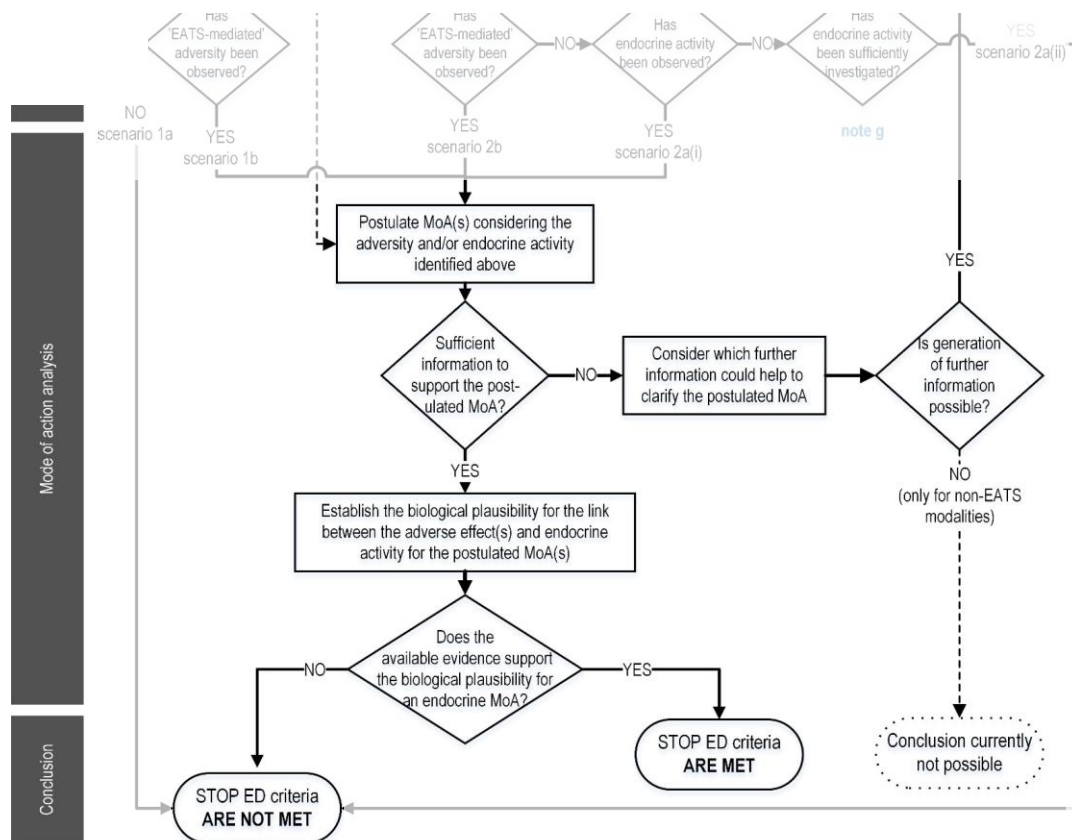 Has
'EATS-mediated'
adversity been
observed?
Has
'EATS-mediated'
adversity been
observed?
NO
Has
endocrine activity
been observed?
NO
Has
endocrine activity
been sufficiently
investigated?
YES
scenario 2a(ii)
NO
scenario 1a
YES
scenario 1b
YES
scenario 2b
YES
scenario 2a(i)
note g
Mode of action analysis
Postulate MoA(s) considering the
adversity and/or endocrine activity
identified above
YES
Sufficient
information to
support the post-
ulated MoA?
NO
Consider which further
information could help to
clarify the postulated MoA
Is generation
of further
information
possible?
YES
NO
(only for non-EATS
modalities)
Establish the biological plausibility for the link
between the adverse effect(s) and endocrine
activity for the postulated MoA(s)
Does the
available evidence support
the biological plausibility for
an endocrine MoA?
NO
YES
Conclusion
STOP ED criteria
ARE MET
Conclusion currently
not possible
STOP ED criteria
ARE NOT MET